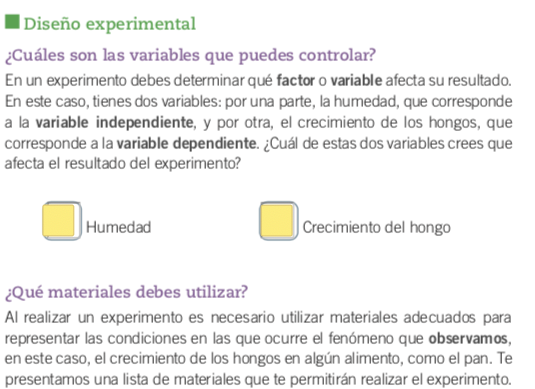 Diseño experimental
¿Cuáles son las variables que puedes controlar?
En un experimento debes determinar qué factor o variable afecta su resultado.
En este caso, tienes dos variables: por una parte, la humedad, que corresponde
a la variable independiente, y por otra, el crecimiento de los hongos, que
corresponde a la variable dependiente. ¿Cuál de estas dos variables crees que
afecta el resultado del experimento?
Humedad
Crecimiento del hongo
¿Qué materiales debes utilizar?
Al realizar un experimento es necesario utilizar materiales adecuados para
representar las condiciones en las que ocurre el fenómeno que observamos,
en este caso, el crecimiento de los hongos en algún alimento, como el pan. Te
presentamos una lista de materiales que te permitirán realizar el experimento.